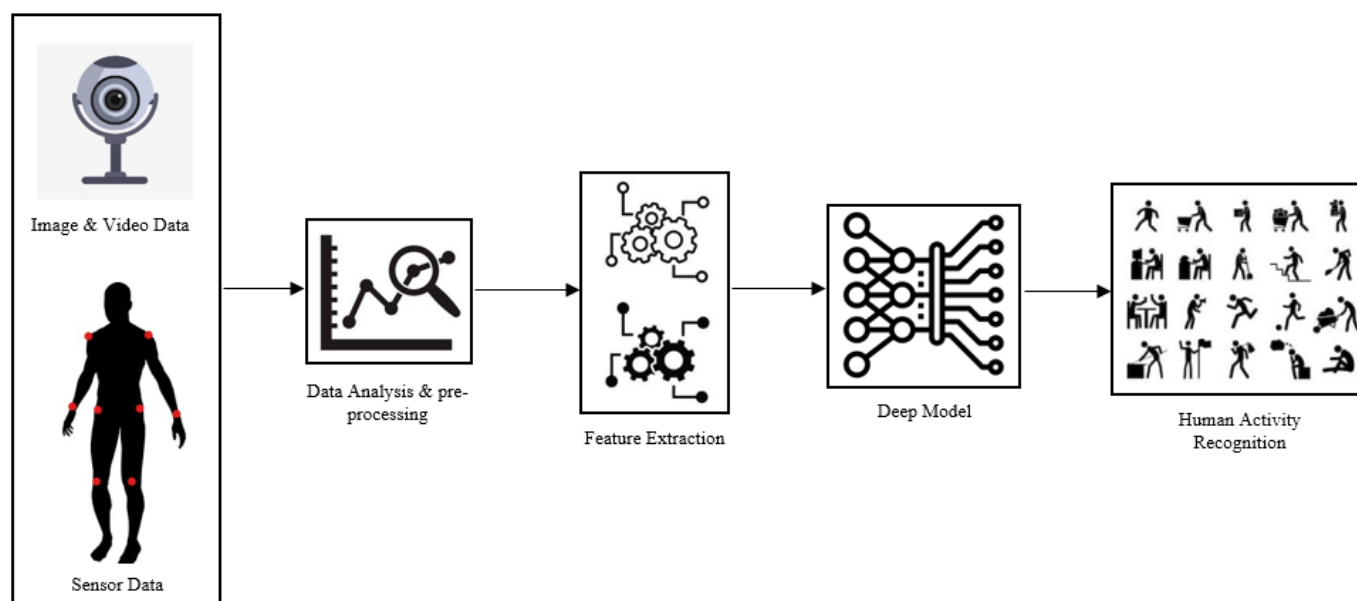 Image & Video Data
Sensor Data
Data Analysis & pre-
processing
Feature Extraction
Deep Model
Human Activity
Recognition